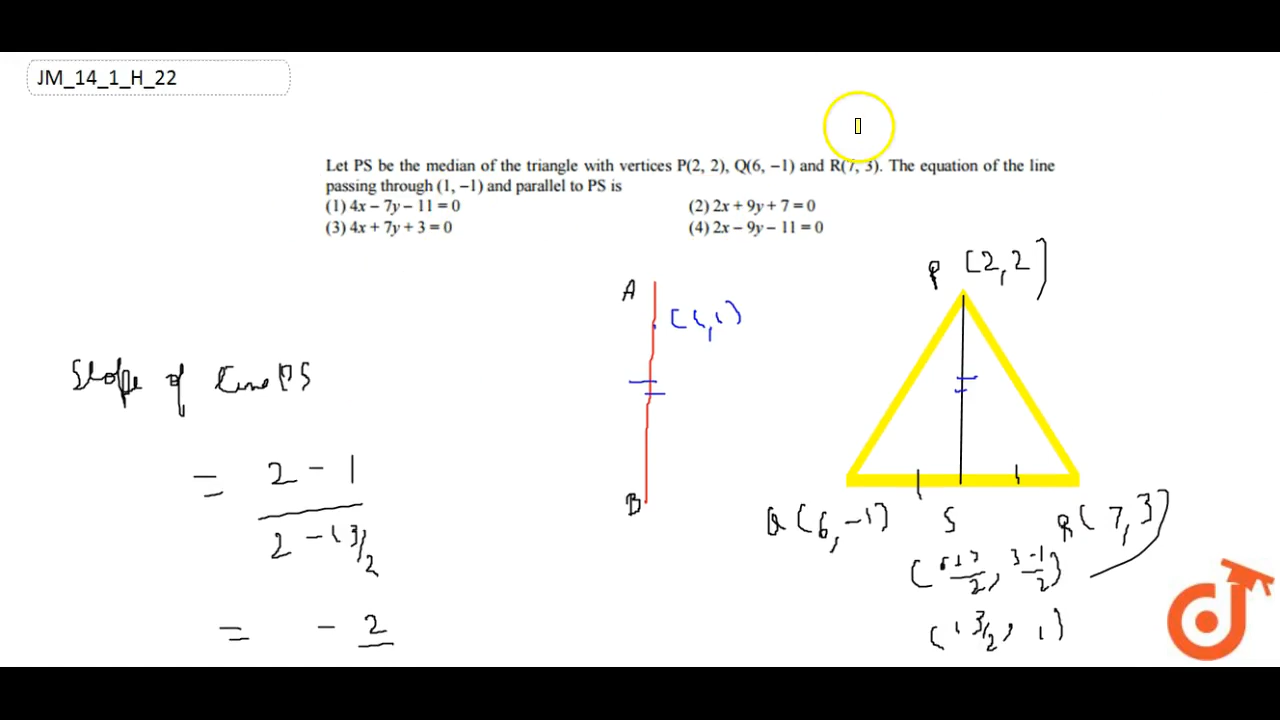 JM_14_1_H_22
Let PS be the median of the triangle with vertices P(2, 2), Q(6, −1) and R(7, 3). The equation of the line
passing through (1, −1) and parallel to PS is
(1) 4x − 7y − 11 = 0 (2) 2x + 9y + 7 = 0
(3) 4x + 7y + 3 = 0 (4) 2x − 9y − 11 = 0
P [2, 2]
A
Slope of line PS
= 2 - 1
2 - 13/2
= - 2
B
Q (6, -1) S R (7, 3)
3-1/2)
(13/2, 1)